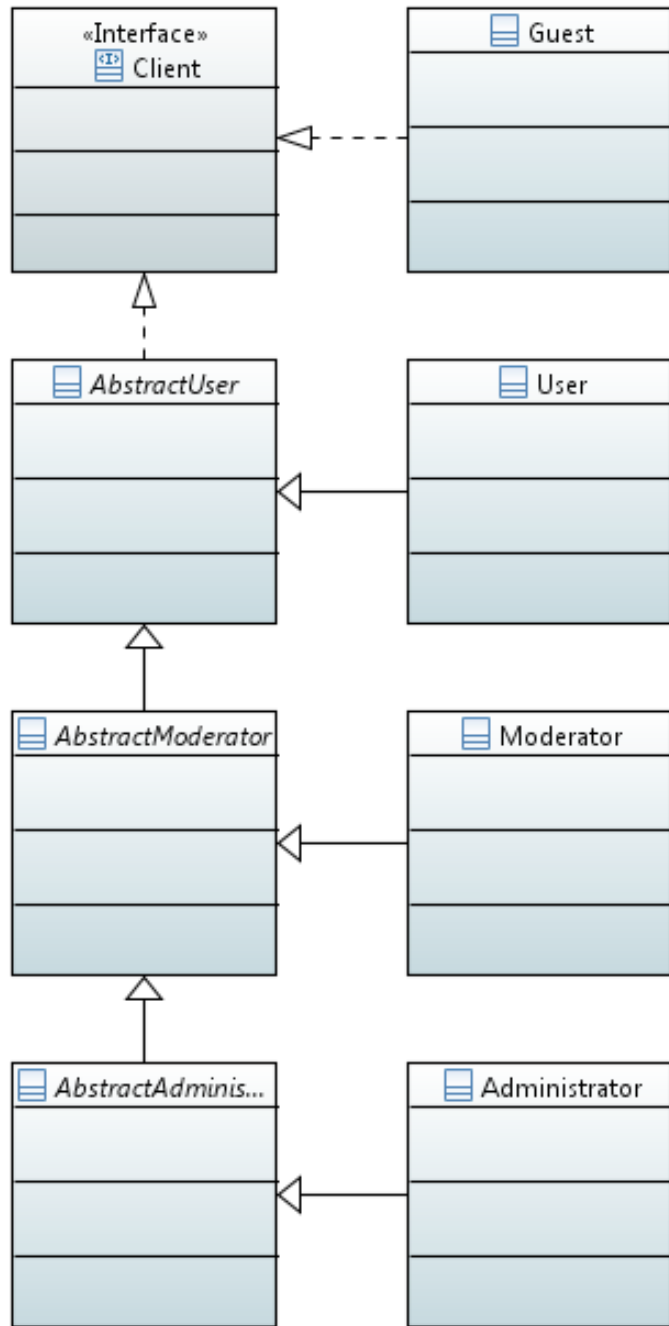 «Interface»
Client
Guest
AbstractUser
User
AbstractModerator
Moderator
AbstractAdminis...
Administrator